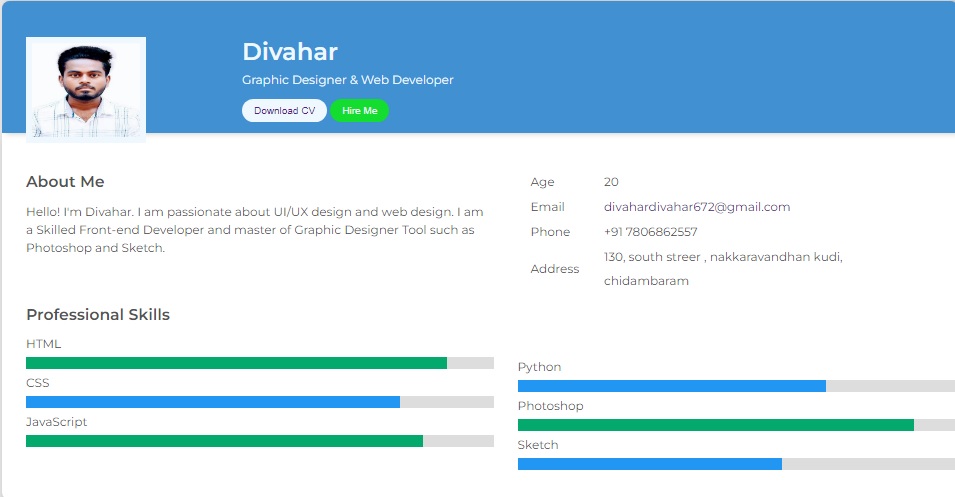 Divahar
Graphic Designer & Web Developer
Download CV
Hire Me
About Me
Hello! I'm Divahar. I am passionate about UI/UX design and web design. I am
a Skilled Front-end Developer and master of Graphic Designer Tool such as
Photoshop and Sketch.
Age 20
Email divahardivahar672@gmail.com
Phone +91 7806862557
Address 130, south streer , nakkaravandhan kudi,
chidambaram
Professional Skills
HTML
CSS
JavaScript
Python
Photoshop
Sketch